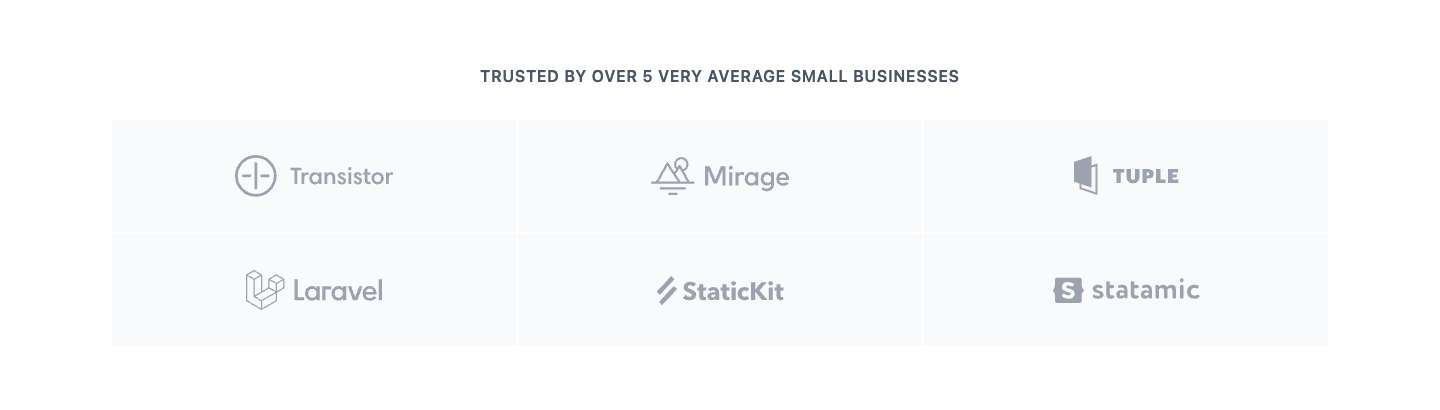 TRUSTED BY OVER 5 VERY AVERAGE SMALL BUSINESSES
Transistor
Mirage
TUPLE
Laravel
StaticKit
S statamic